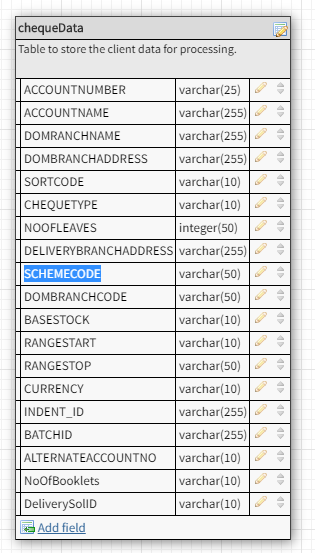 chequeData
Table to store the client data for processing.
ACCOUNTNUMBER varchar(25)
ACCOUNTNAME varchar(255)
DOMRANCHNAME varchar(255)
DOMBRANCHADDRESS varchar(255)
SORTCODE varchar(10)
CHEQUETYPE varchar(10)
NOOFLEAVES integer(50)
DELIVERYBRANCHADDRESS varchar(255)
SCHEMECODE varchar(50)
DOMBRANCHCODE varchar(50)
BASESTOCK varchar(10)
RANGESTART varchar(10)
RANGESTOP varchar(50)
CURRENCY varchar(10)
INDENT_ID varchar(255)
BATCHID varchar(255)
ALTERNATEACCOUNTNO varchar(10)
NoOfBooklets varchar(10)
DeliverySolID varchar(10)
Add field